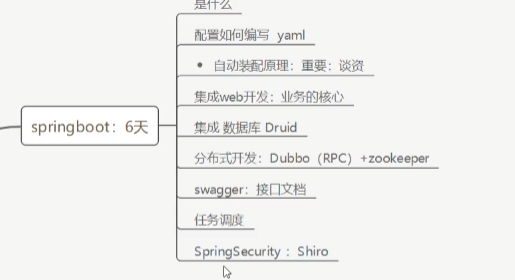 是什么
配置如何编写 yaml
自动装配原理：重要：谈资
集成web开发：业务的核心
集成 数据库 Druid
springboot：6天
分布式开发：Dubbo（RPC）+zookeeper
swagger：接口文档
任务调度
SpringSecurity ：Shiro